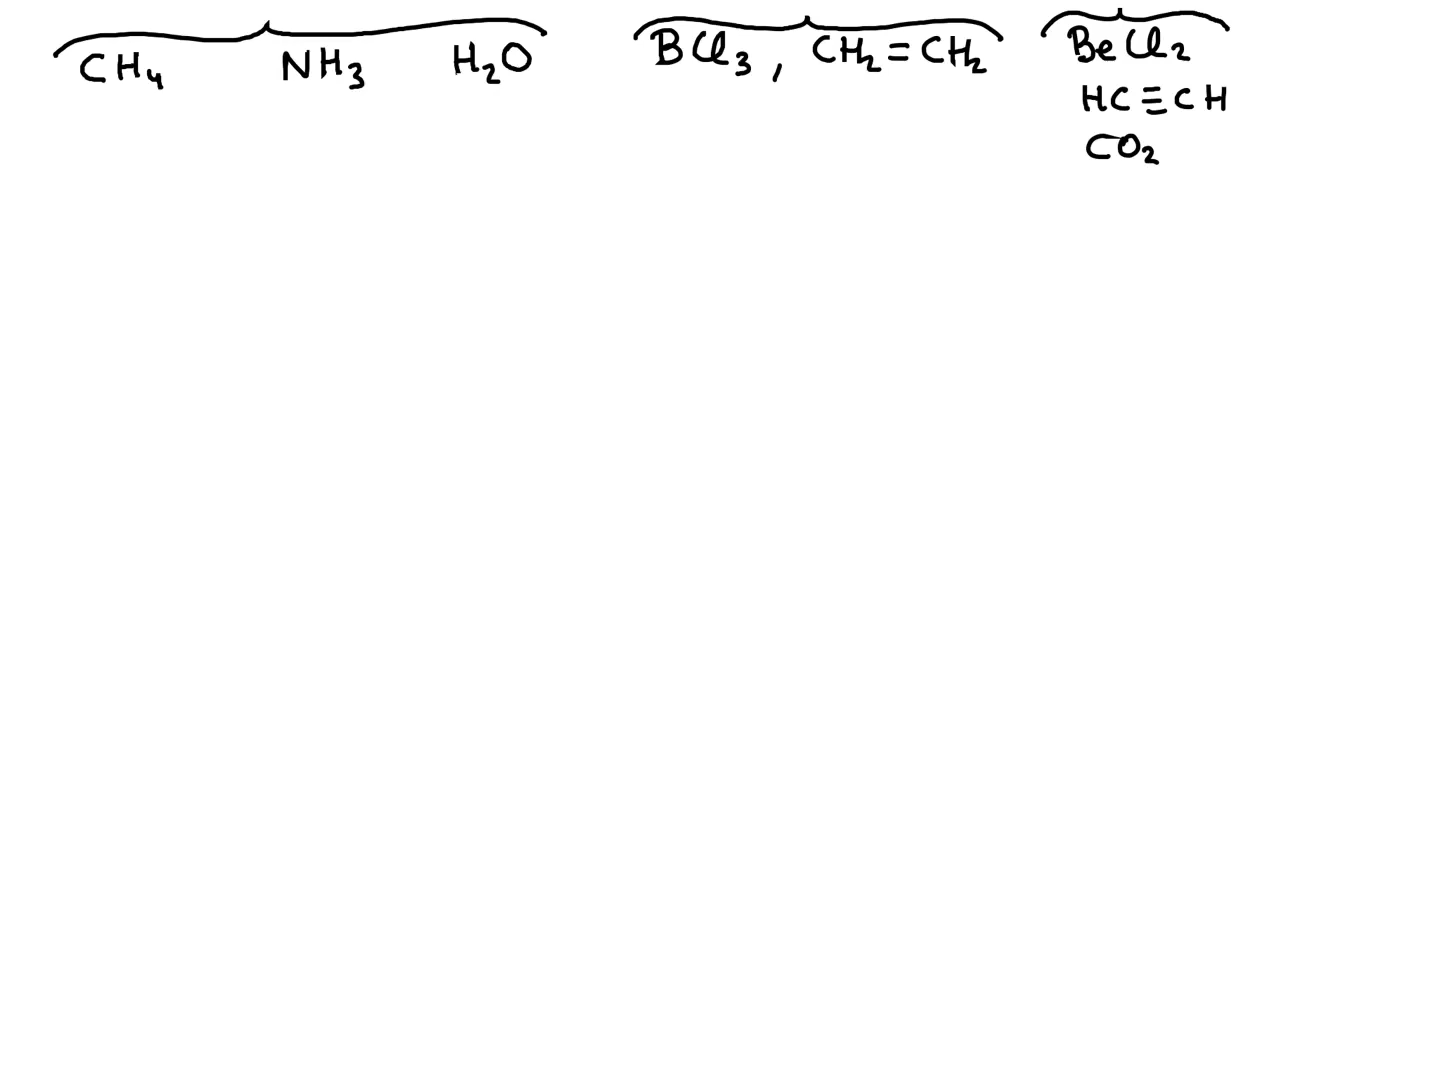 CH₄ NH₃ H₂O BCl₃, CH₂=CH₂ BeCl₂
HC≡CH
CO₂